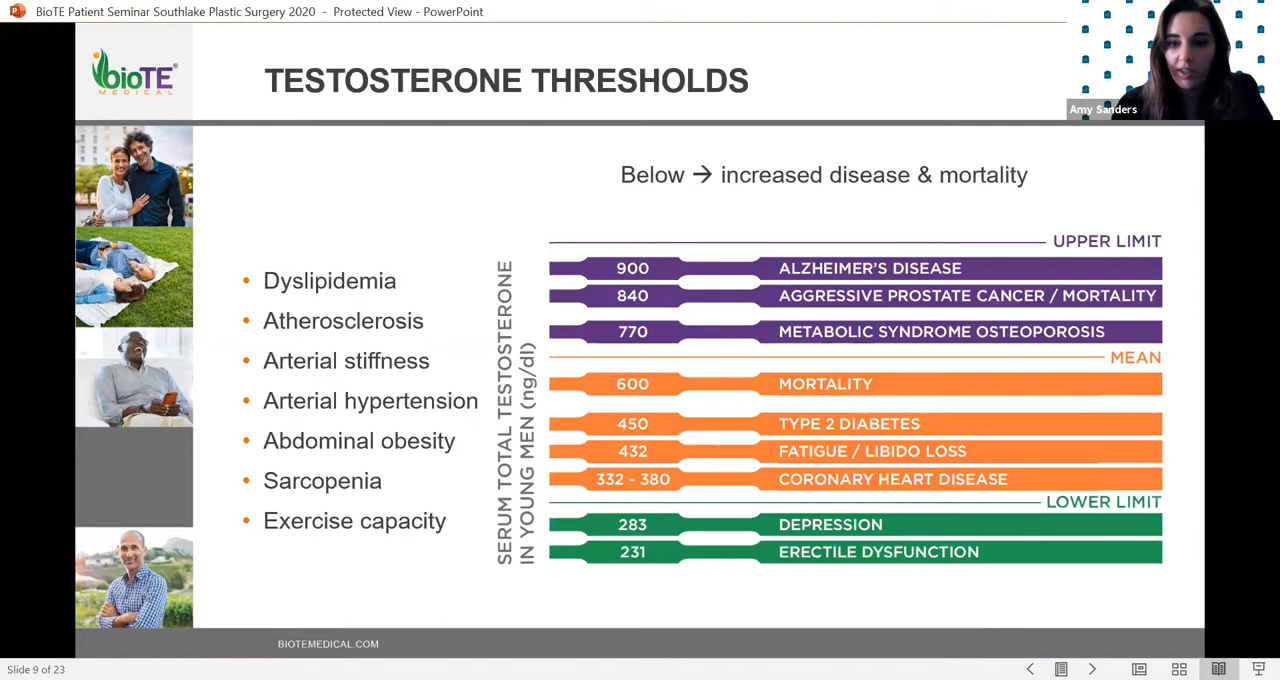 BioTE Patient Seminar Southlake Plastic Surgery 2020 - Protected View - PowerPoint
Amy Sanders
bioTE®
MEDICAL
TESTOSTERONE THRESHOLDS
Below → increased disease & mortality
• Dyslipidemia
• Atherosclerosis
• Arterial stiffness
• Arterial hypertension
• Abdominal obesity
• Sarcopenia
• Exercise capacity
SERUM TOTAL TESTOSTERONE
IN YOUNG MEN (ng/dl)
UPPER LIMIT
900 ALZHEIMER'S DISEASE
840 AGGRESSIVE PROSTATE CANCER / MORTALITY
770 METABOLIC SYNDROME OSTEOPOROSIS
MEAN
600 MORTALITY
450 TYPE 2 DIABETES
432 FATIGUE / LIBIDO LOSS
332 - 380 CORONARY HEART DISEASE
LOWER LIMIT
283 DEPRESSION
231 ERECTILE DYSFUNCTION
BIOTEMEDICAL.COM
Slide 9 of 23